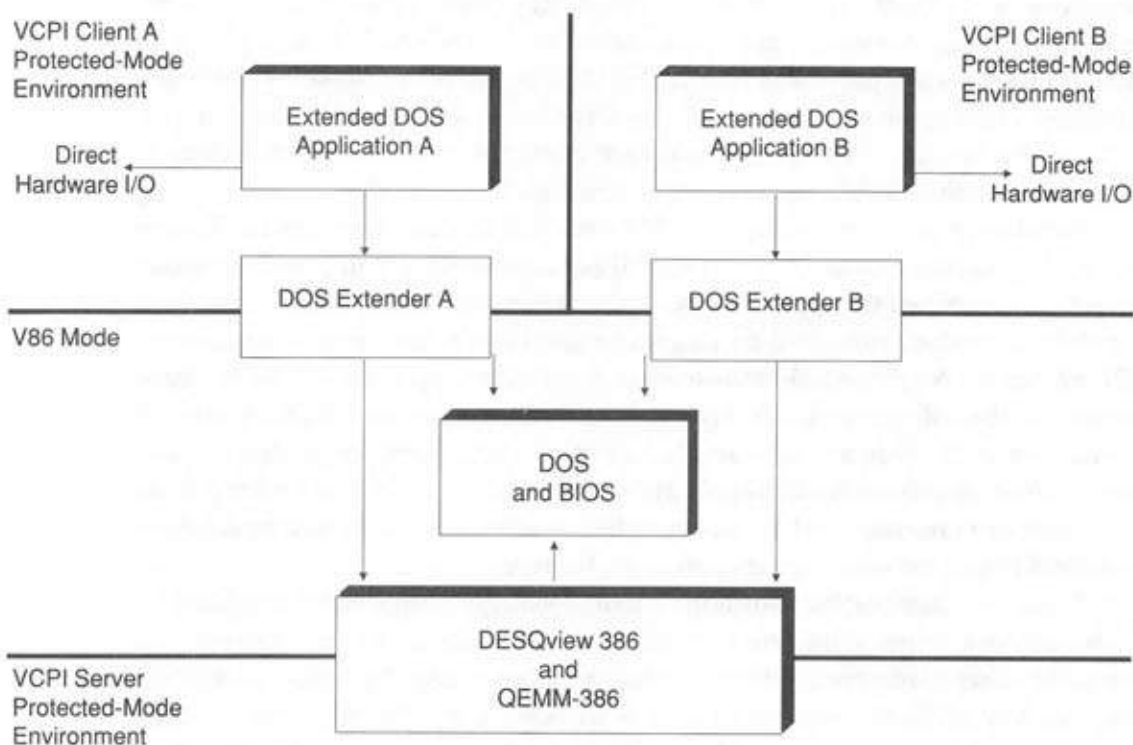 VCPI Client A
Protected-Mode
Environment
VCPI Client B
Protected-Mode
Environment
Extended DOS
Application A
Extended DOS
Application B
Direct
Hardware I/O
Direct
Hardware I/O
DOS Extender A
DOS Extender B
V86 Mode
DOS
and BIOS
DESQview 386
and
QEMM-386
VCPI Server
Protected-Mode
Environment